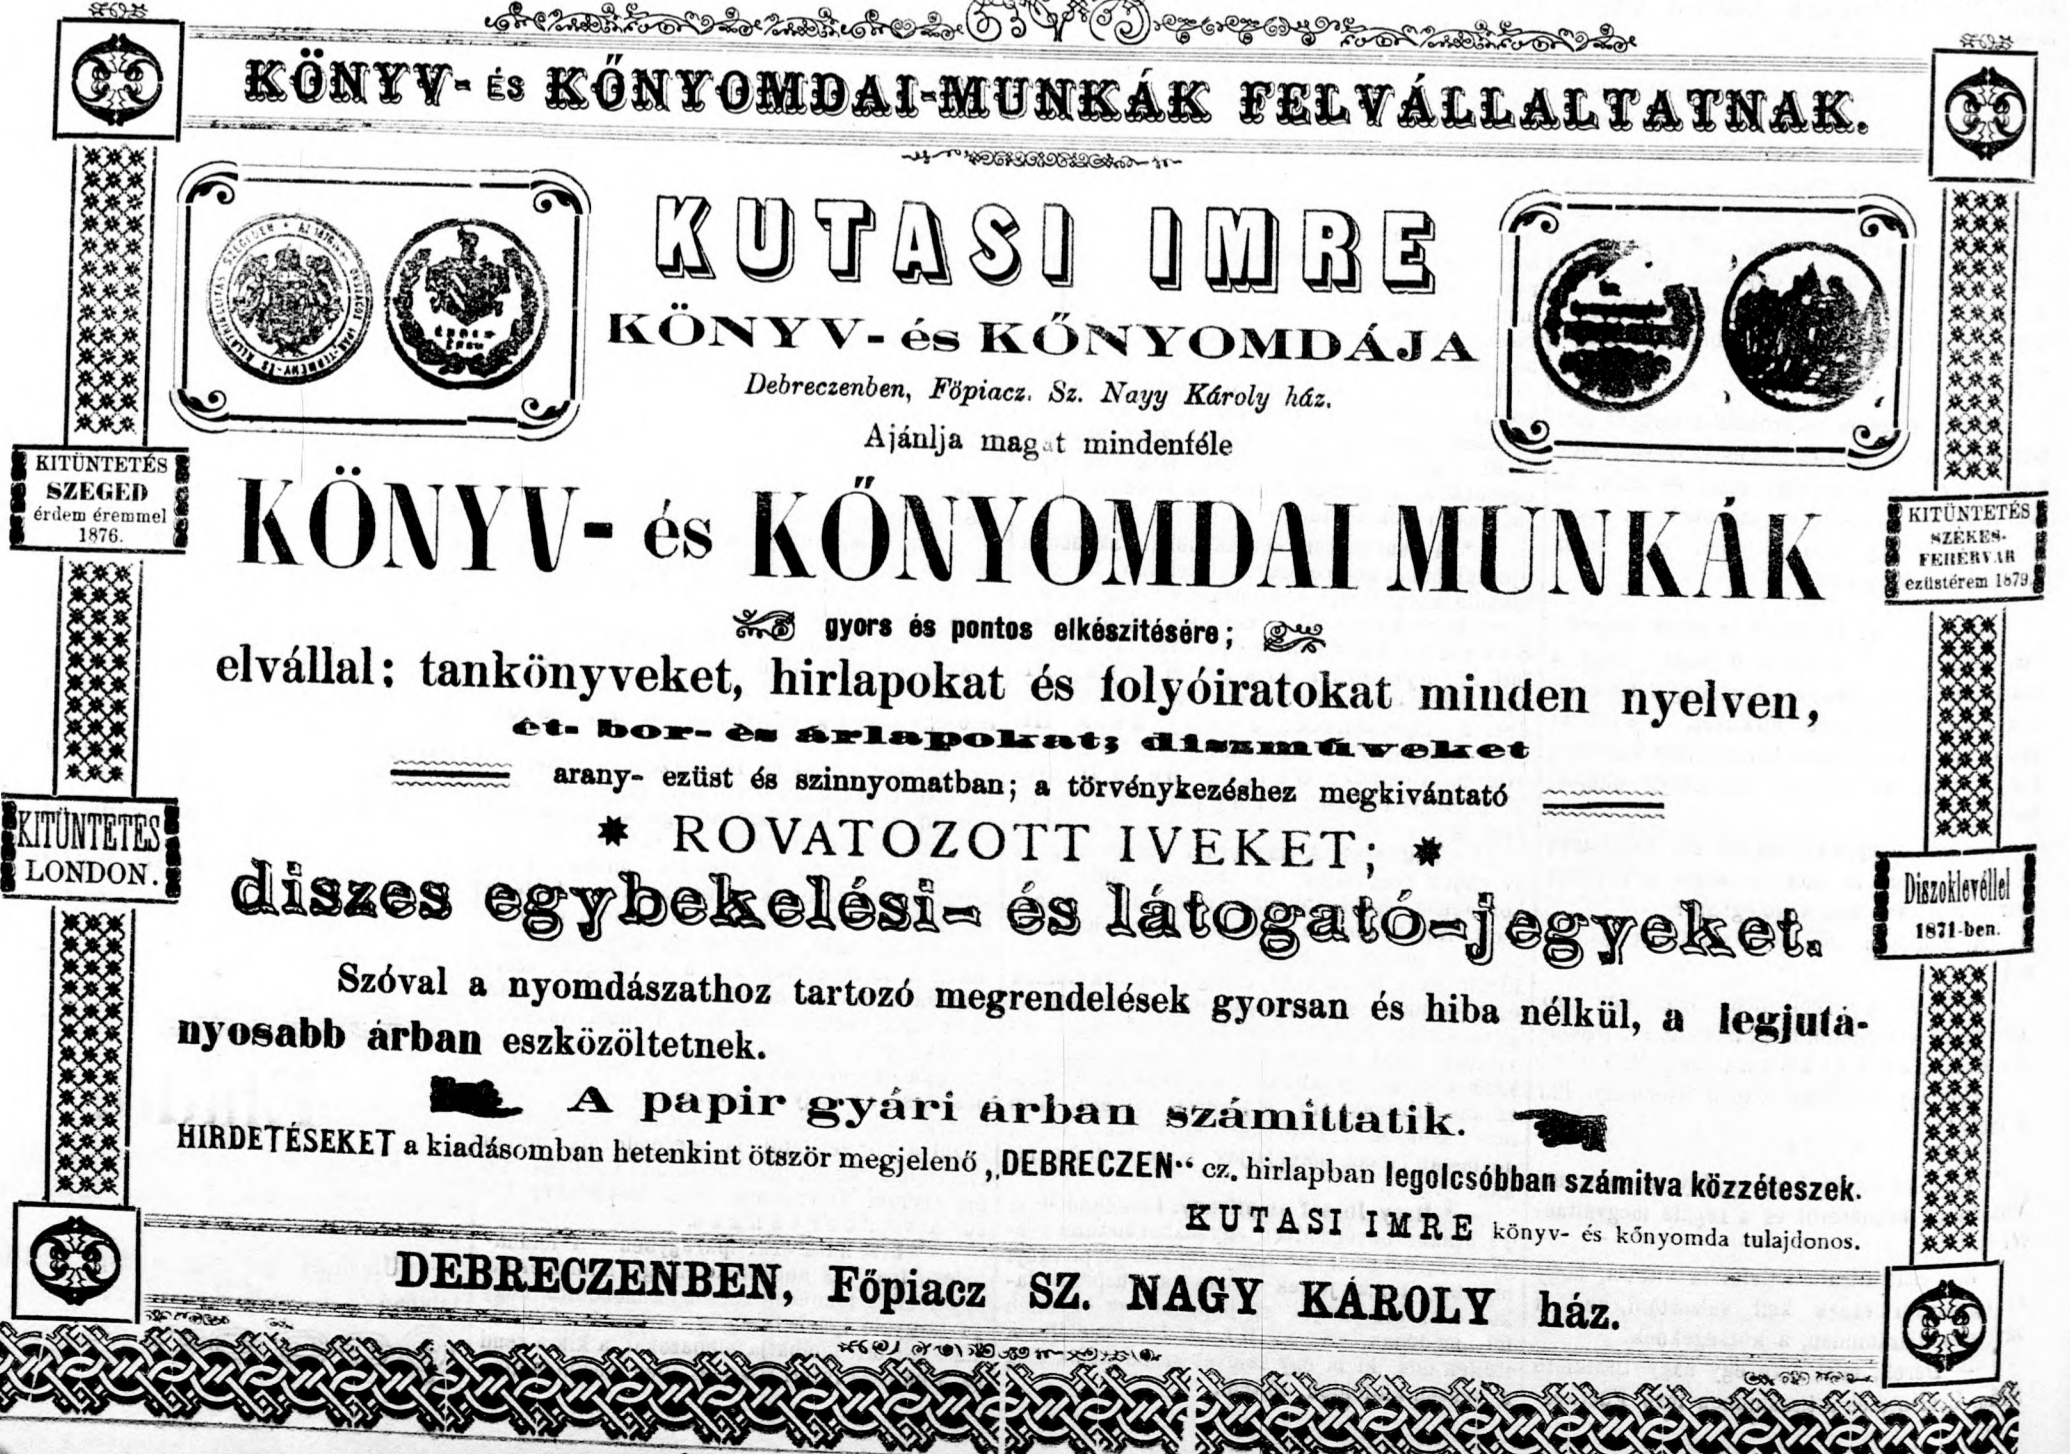 KÖNYV- ÉS KŐNYOMDAI-MUNKÁK FELVÁLLALTATNAK.
KUTASI IMRE
KÖNYV- és KŐNYOMDÁJA
Debreczenben, Főpiacz. Sz. Nayy Károly ház.
Ajánlja mag t mindenféle
KÖNYV- és KŐNYOMDAI MUNKÁK
gyors és pontos elkészitésére;
elvállal: tankönyveket, hirlapokat és folyóiratokat minden nyelven,
ét- bor- és árlapokat; diszműveket
arany- ezüst és szinnyomatban; a törvénykezéshez megkivántató
* ROVATOZOTT IVEKET; *
diszes egybekelési- és látogató-jegyeket.
Szóval a nyomdászathoz tartozó megrendelések gyorsan és hiba nélkül, a legjutá-
nyosabb árban eszközöltetnek.
A papir gyári arban számíttatik.
HIRDETÉSEKET a kiadásomban hetenkint ötször megjelenő „DEBRECZEN“ cz. hirlapban legolcsóbban számitva közzéteszek.
KUTASI IMRE könyv- és kőnyomda tulajdonos.
DEBRECZENBEN, Főpiacz SZ. NAGY KÁROLY ház.
KITÜNTETÉS
SZEGED
érdem éremmel
1876.
KITÜNTETÉS
LONDON.
KITÜNTETÉS
SZÉKES-
FEHÉRVÁR
ezüstérem 1879.
Diszoklevéllel
1871-ben.